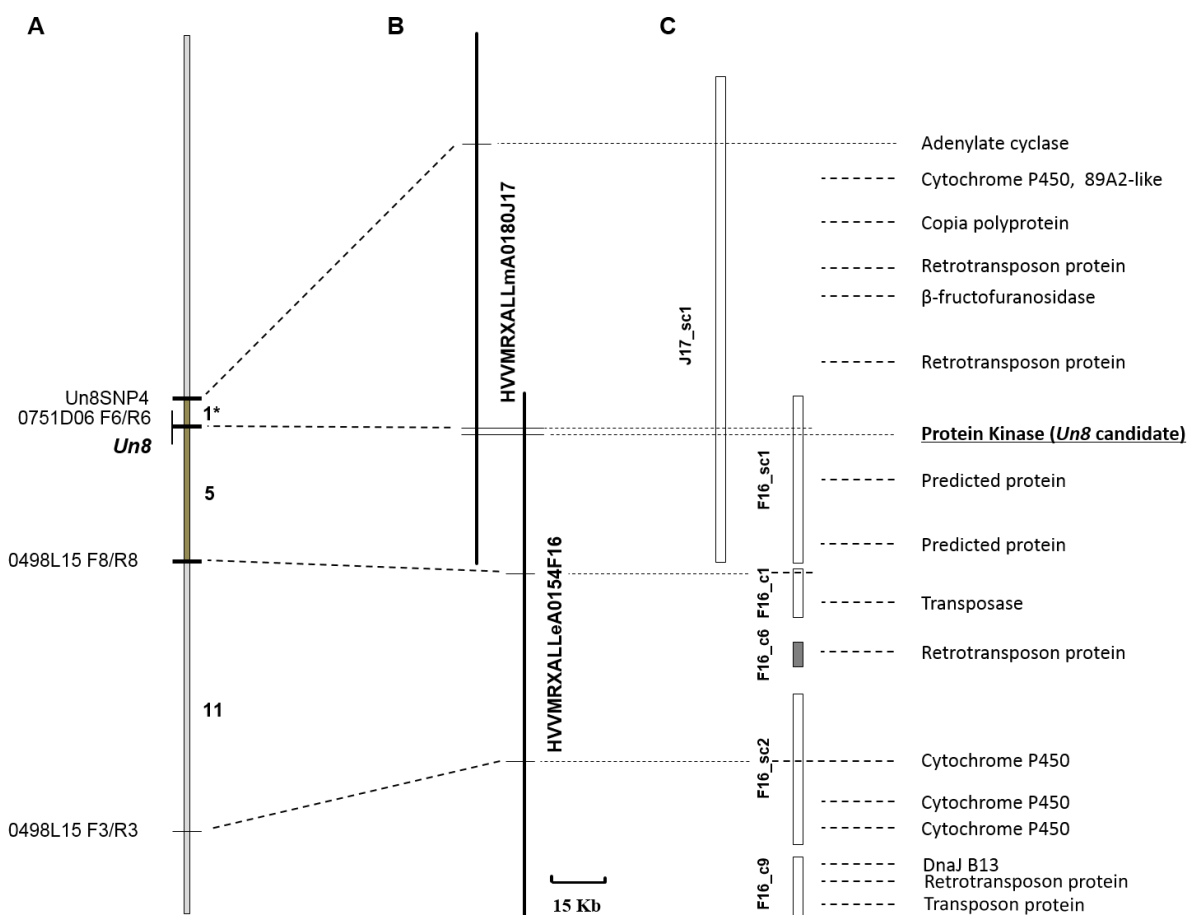 A
B
C
Un8SNP4
0751D06 F6/R6
Un8
0498L15 F8/R8
0498L15 F3/R3
1*
5
11
HVVMRXALLmA0180J17
HVVMRXALLeA0154F16
15 Kb
J17_sc1
F16_sc1
F16_c1
F16_c6
F16_sc2
F16_c9
Adenylate cyclase
Cytochrome P450, 89A2-like
Copia polyprotein
Retrotransposon protein
β-fructofuranosidase
Retrotransposon protein
Protein Kinase (Un8 candidate)
Predicted protein
Predicted protein
Transposase
Retrotransposon protein
Cytochrome P450
Cytochrome P450
Cytochrome P450
DnaJ B13
Retrotransposon protein
Transposon protein